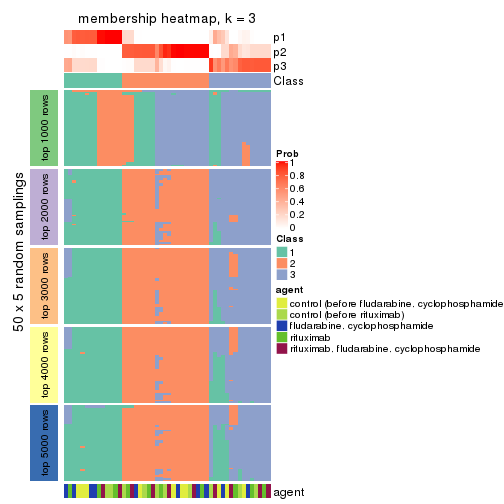 membership heatmap, k = 3
p1
p2
p3
Class
50 x 5 random samplings
top 1000 rows
top 2000 rows
top 3000 rows
top 4000 rows
top 5000 rows
Prob
1
0.8
0.6
0.4
0.2
0
Class
1
2
3
agent
control (before fludarabine. cyclophosphamide
control (before rituximab)
fludarabine. cyclophosphamide
rituximab
rituximab. fludarabine. cyclophosphamide
agent